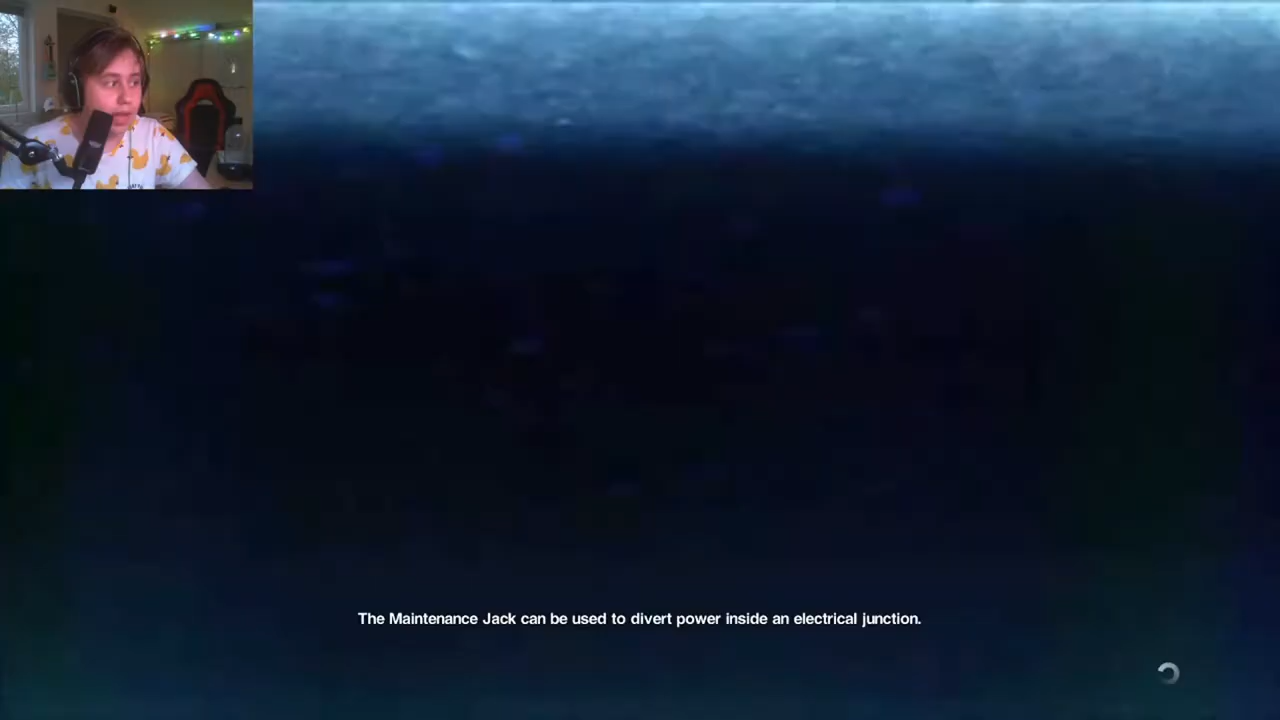 The Maintenance Jack can be used to divert power inside an electrical junction.